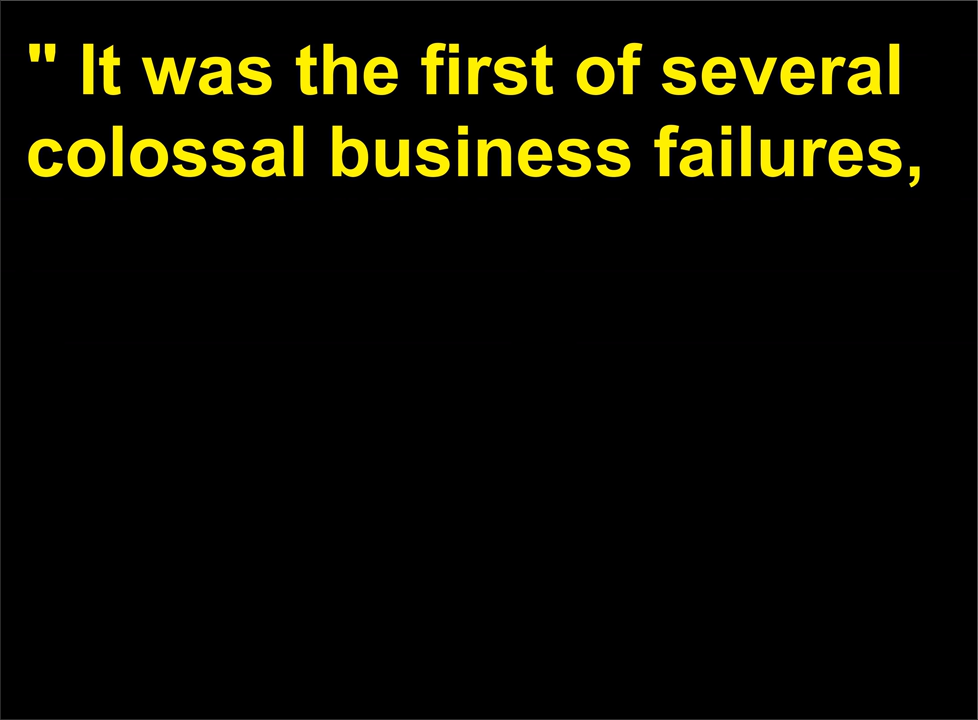 " It was the first of several
colossal business failures,